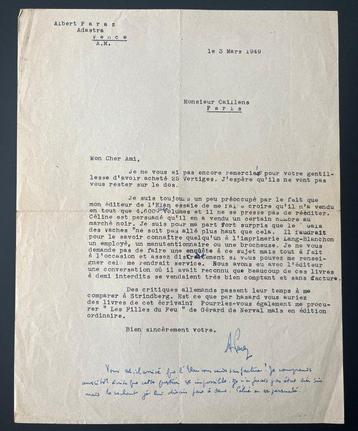 Albert Paraz
Adastra
Vence
A.M.
le 3 Mars 1949
Monsieur Caillens
Paris
Mon Cher Ami,
Je ne vous ai pas encore remercié pour votre gentil-
lesse d'avoir acheté 25 Vertiges. J'espère qu'ils ne vont pas
vous rester sur le dos.
Je suis toujours un peu préoccupé par le fait que
mon éditeur de l'Elan essaie de me faire croire qu'il n'a vendu
en tout que 4.600 volumes et il ne se presse pas de rééditer.
Céline est persuadé qu'il en a vendu un certain nombre au
marché noir. Je suis pour ma part fort surpris que le
des vaches "ne soit pas allé plus haut que cela. Il faudrait
pour le savoir connaître quelqu'un à l'imprimerie Lang-Blanchon
un employé, un manutentionnaire ou une brocheuse. Je ne vous
demande pas de faire une enquête à ce sujet mais tout à fait
à l'occasion et assez discrètement si vous pouvez me rensei-
gner cela me rendrait service. Nous avons eu avec l'éditeur
une conversation où il avait reconnu que beaucoup de ces livres
à demi interdits se vendaient très bien comptant et sans facture.
Des critiques allemands passent leur temps à me
comparer à Strindberg. Est ce que par hasard vous auriez
des livres de cet écrivain? Pourriez-vous également me procu-
rer " Les Filles du Feu " de Gérard de Nerval mais en édition
ordinaire.
Bien sincèrement votre,